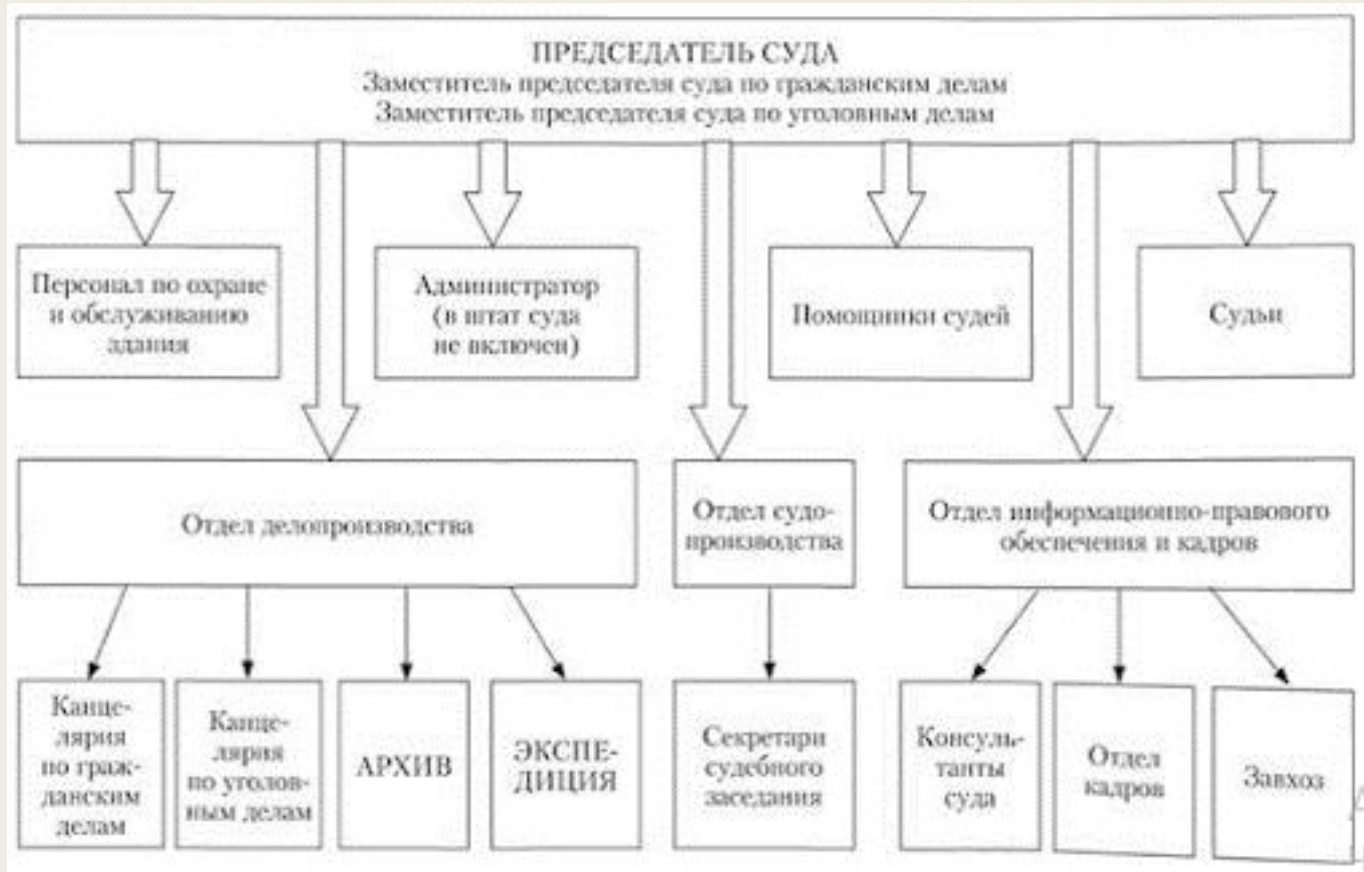 ПРЕДСЕДАТЕЛЬ СУДА
Заместитель председателя суда по гражданским делам
Заместитель председателя суда по уголовным делам
Персонал по охране
и обслуживанию
здания
Администратор
(в штат суда
не включен)
Помощники судей
Судьи
Отдел делопроизводства
Отдел судо-
производства
Отдел информационно-правового
обеспечения и кадров
Канце-
лярия
по граж-
данским
делам
Канце-
лярия
по уголов-
ным делам
АРХИВ
ЭКСПЕ-
ДИЦИЯ
Секретари
судебного
заседания
Консуль-
танты
суда
Отдел
кадров
Завхоз